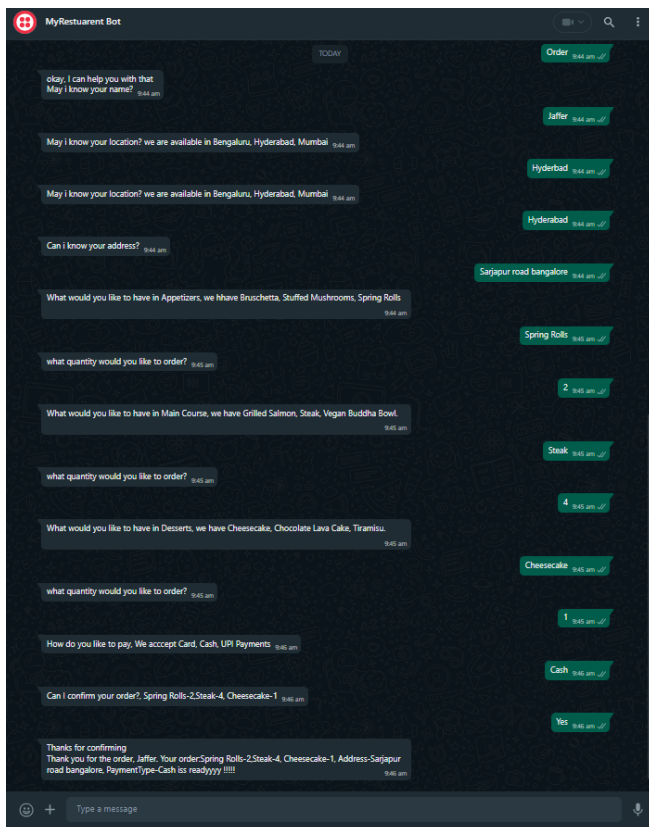 MyRestuarent Bot
TODAY
Order 9:44 am
okay, I can help you with that
May i know your name? 9:44 am
Jaffer 9:44 am
May i know your location? we are available in Bengaluru, Hyderabad, Mumbai 9:44 am
Hyderbad 9:44 am
May i know your location? we are available in Bengaluru, Hyderabad, Mumbai 9:44 am
Hyderabad 9:44 am
Can i know your address? 9:44 am
Sarjapur road bangalore 9:44 am
What would you like to have in Appetizers, we hhave Bruschetta, Stuffed Mushrooms, Spring Rolls
9:44 am
Spring Rolls 9:45 am
what quantity would you like to order? 9:45 am
2 9:45 am
What would you like to have in Main Course, we have Grilled Salmon, Steak, Vegan Buddha Bowl.
9:45 am
Steak 9:45 am
what quantity would you like to order? 9:45 am
4 9:45 am
What would you like to have in Desserts, we have Cheesecake, Chocolate Lava Cake, Tiramisu.
9:45 am
Cheesecake 9:45 am
what quantity would you like to order? 9:45 am
1 9:45 am
How do you like to pay, We acccept Card, Cash, UPI Payments 9:46 am
Cash 9:46 am
Can I confirm your order?, Spring Rolls-2,Steak-4, Cheesecake-1 9:46 am
Yes 9:46 am
Thanks for confirming
Thank you for the order, Jaffer. Your order:Spring Rolls-2,Steak-4, Cheesecake-1, Address-Sarjapur
road bangalore, PaymentType-Cash iss readyyyy !!!!! 9:46 am
Type a message